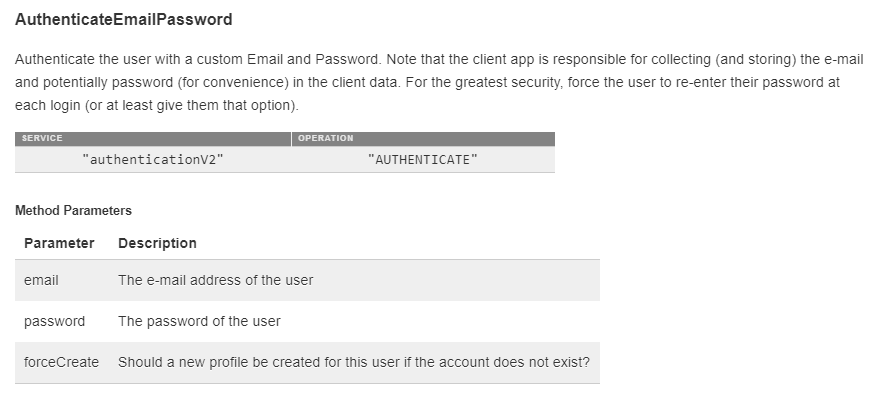 AuthenticateEmailPassword
Authenticate the user with a custom Email and Password. Note that the client app is responsible for collecting (and storing) the e-mail
and potentially password (for convenience) in the client data. For the greatest security, force the user to re-enter their password at
each login (or at least give them that option).
SERVICE OPERATION
"authenticationV2" "AUTHENTICATE"
Method Parameters
Parameter Description
email The e-mail address of the user
password The password of the user
forceCreate Should a new profile be created for this user if the account does not exist?